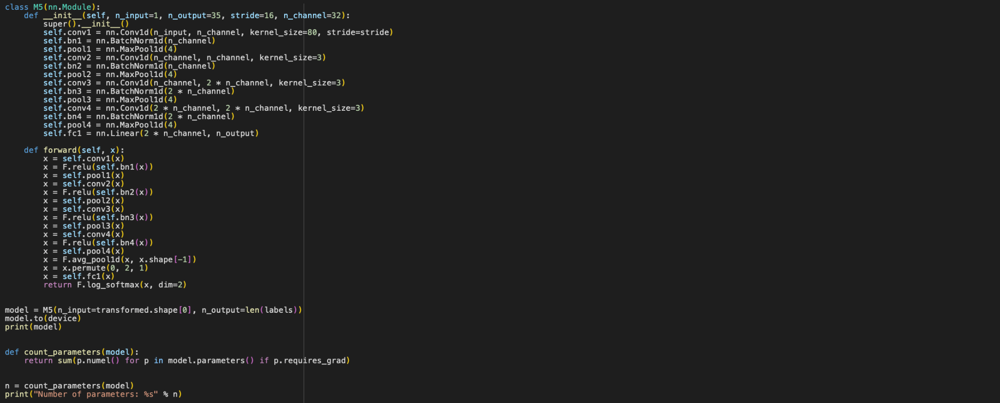 class M5(nn.Module):
    def __init__(self, n_input=1, n_output=35, stride=16, n_channel=32):
        super().__init__()
        self.conv1 = nn.Conv1d(n_input, n_channel, kernel_size=80, stride=stride)
        self.bn1 = nn.BatchNorm1d(n_channel)
        self.pool1 = nn.MaxPool1d(4)
        self.conv2 = nn.Conv1d(n_channel, n_channel, kernel_size=3)
        self.bn2 = nn.BatchNorm1d(n_channel)
        self.pool2 = nn.MaxPool1d(4)
        self.conv3 = nn.Conv1d(n_channel, 2 * n_channel, kernel_size=3)
        self.bn3 = nn.BatchNorm1d(2 * n_channel)
        self.pool3 = nn.MaxPool1d(4)
        self.conv4 = nn.Conv1d(2 * n_channel, 2 * n_channel, kernel_size=3)
        self.bn4 = nn.BatchNorm1d(2 * n_channel)
        self.pool4 = nn.MaxPool1d(4)
        self.fc1 = nn.Linear(2 * n_channel, n_output)

    def forward(self, x):
        x = self.conv1(x)
        x = F.relu(self.bn1(x))
        x = self.pool1(x)
        x = self.conv2(x)
        x = F.relu(self.bn2(x))
        x = self.pool2(x)
        x = self.conv3(x)
        x = F.relu(self.bn3(x))
        x = self.pool3(x)
        x = self.conv4(x)
        x = F.relu(self.bn4(x))
        x = self.pool4(x)
        x = F.avg_pool1d(x, x.shape[-1])
        x = x.permute(0, 2, 1)
        x = self.fc1(x)
        return F.log_softmax(x, dim=2)


model = M5(n_input=transformed.shape[0], n_output=len(labels))
model.to(device)
print(model)


def count_parameters(model):
    return sum(p.numel() for p in model.parameters() if p.requires_grad)


n = count_parameters(model)
print("Number of parameters: %s" % n)